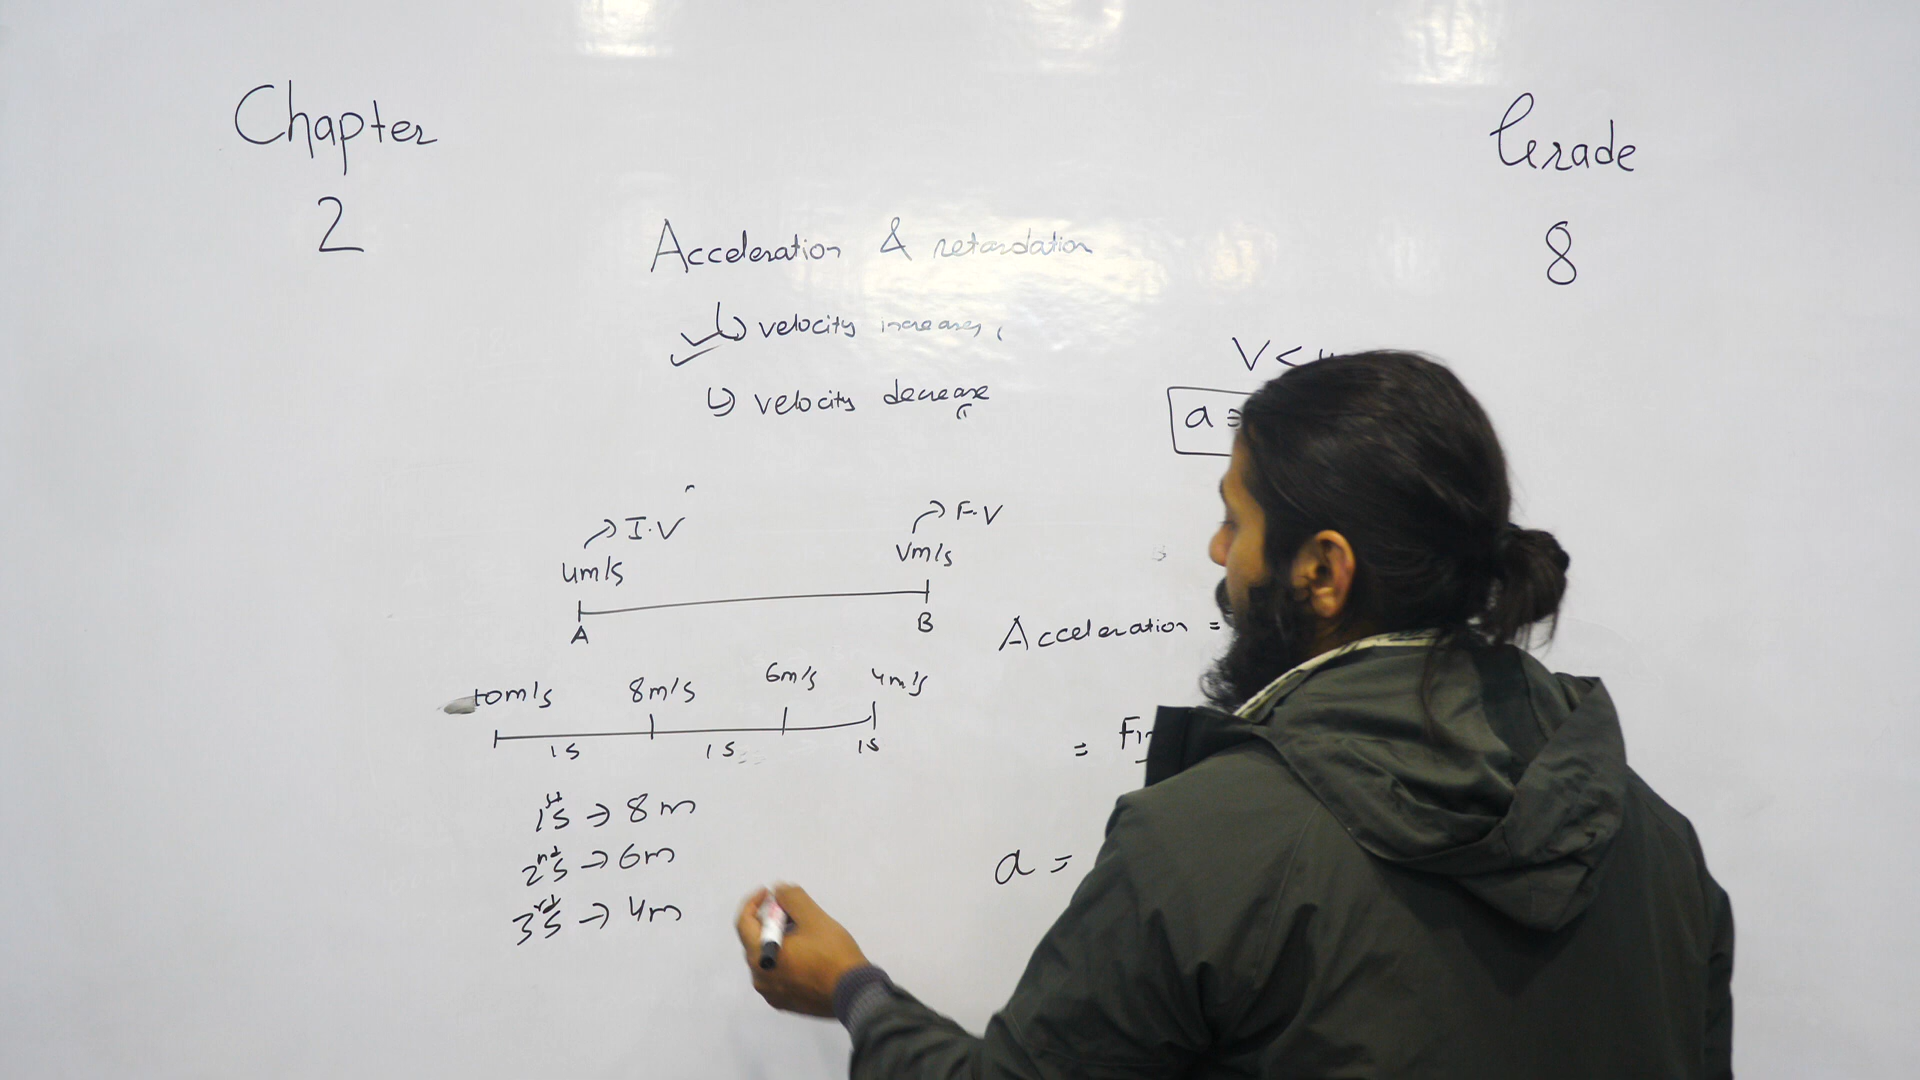 Chapter
2
Grade
8
Acceleration & retardation
velocity increases,
velocity decrease
V <
a =
I.V
F.V
um/s
Vm/s
A
B
Acceleration =
10m/s 8m/s 6m/s 4m/s
1s 1s 1s
=
1st s → 8m
2nd s → 6m
3rd s → 4m
a =